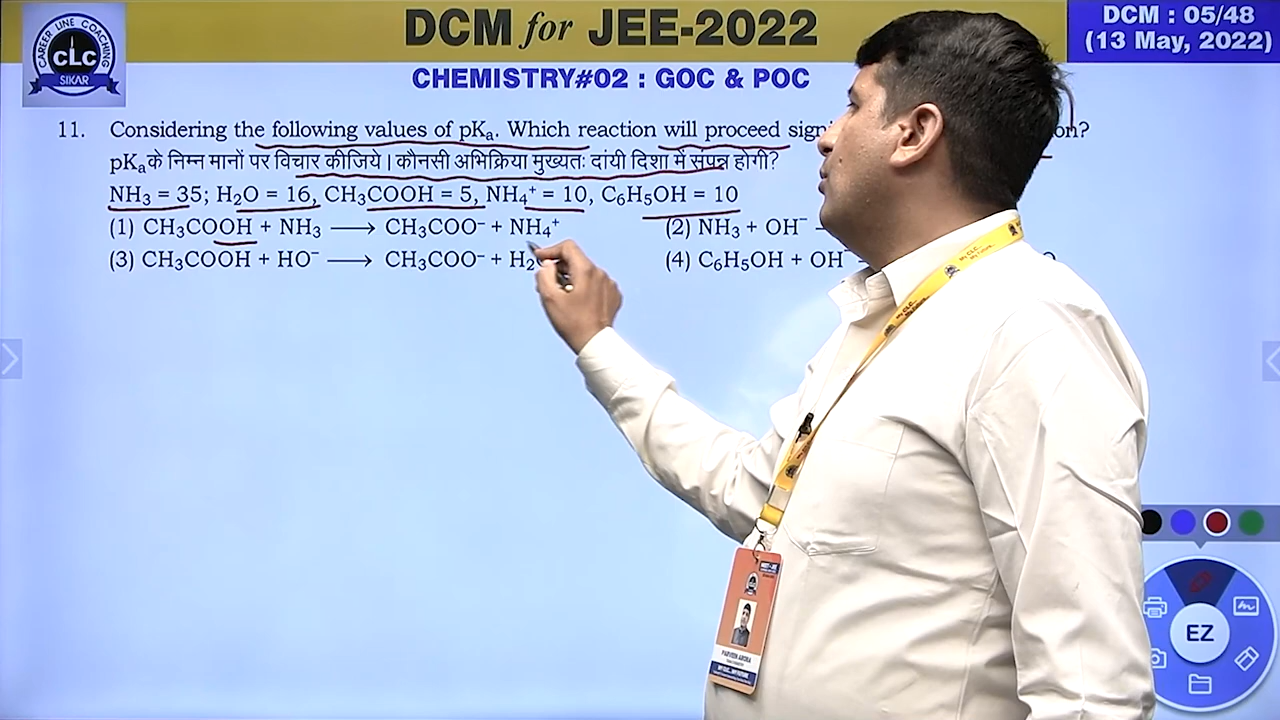 DCM for JEE-2022
DCM : 05/48
(13 May, 2022)
CAREER LINE COACHING
CLC
SIKAR
CHEMISTRY#02 : GOC & POC
11. Considering the following values of pKₐ. Which reaction will proceed
pKₐ के निम्न मानों पर विचार कीजिये। कौनसी अभिक्रिया मुख्यतः दांयी दिशा में संपन्न होगी?
NH₃ = 35; H₂O = 16, CH₃COOH = 5, NH₄⁺ = 10, C₆H₅OH = 10
(1) CH₃COOH + NH₃ ⟶ CH₃COO⁻ + NH₄⁺ (2) NH₃ + OH⁻
(3) CH₃COOH + HO⁻ ⟶ CH₃COO⁻ + (4) C₆H₅OH + OH⁻
EZ
PARVEEN ARORA